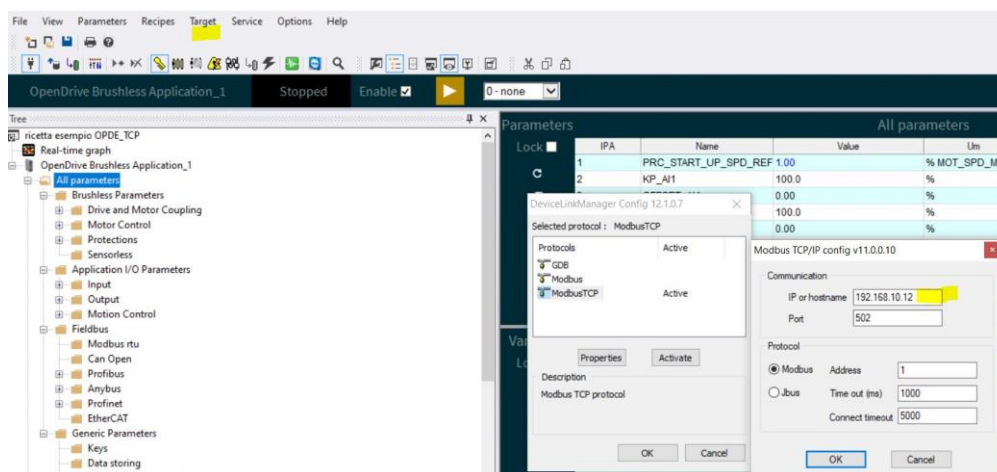 File View Parameters Recipes Target Service Options Help
OpenDrive Brushless Application_1 Stopped Enable 0 - none
Tree
ricetta esempio OPDE_TCP
Real-time graph
OpenDrive Brushless Application_1
All parameters
Brushless Parameters
Drive and Motor Coupling
Motor Control
Protections
Sensorless
Application I/O Parameters
Input
Output
Motion Control
Fieldbus
Modbus rtu
Can Open
Profibus
Anybus
Profinet
EtherCAT
Generic Parameters
Keys
Data storing
Parameters All parameters
Lock IPA Name Value Um
1 PRC_START_UP_SPD_REF 1.00 % MOT_SPD_M
2 KP_AI1 100.0 %
0.00 %
100.0 %
0.00 %
DeviceLinkManager Config 12.1.0.7
Selected protocol : ModbusTCP
Protocols Active
GDB
Modbus
ModbusTCP Active
Properties Activate
Description
Modbus TCP protocol
OK Cancel
Modbus TCP/IP config v11.0.0.10
Communication
IP or hostname 192.168.10.12
Port 502
Protocol
Modbus Address 1
Jbus Time out (ms) 1000
Connect timeout 5000
OK Cancel